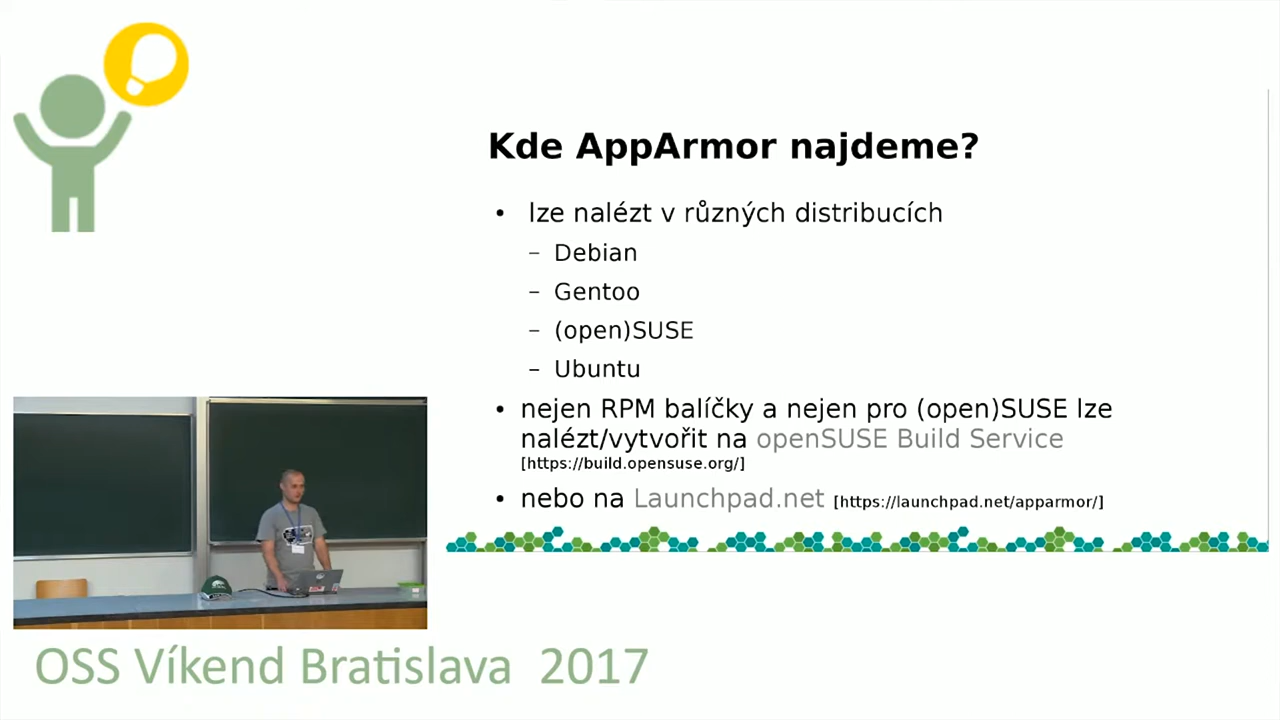 Kde AppArmor najdeme?
• lze nalézt v různých distribucích
– Debian
– Gentoo
– (open)SUSE
– Ubuntu
• nejen RPM balíčky a nejen pro (open)SUSE lze
nalézt/vytvořit na openSUSE Build Service
[https://build.opensuse.org/]
• nebo na Launchpad.net [https://launchpad.net/apparmor/]
OSS Víkend Bratislava 2017